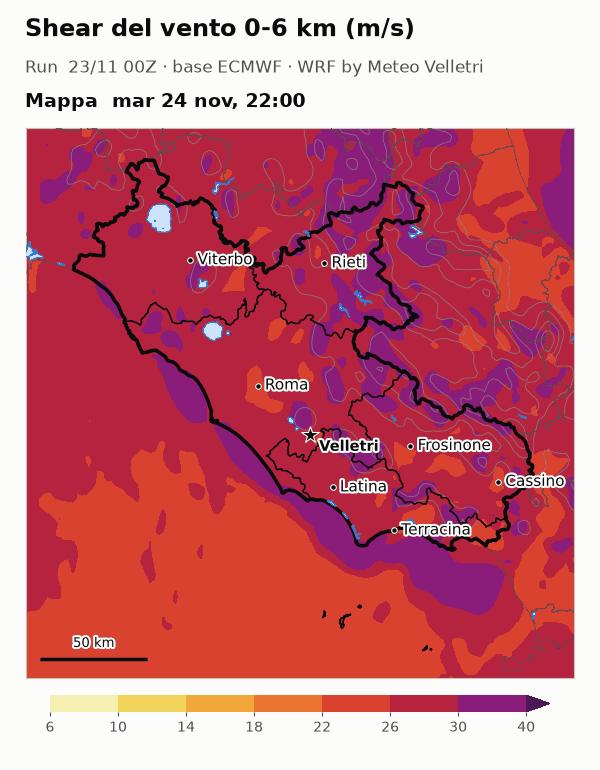 Shear del vento 0-6 km (m/s)
Run  23/11 00Z · base ECMWF · WRF by Meteo Velletri
Mappa  mar 24 nov, 22:00
Viterbo
Rieti
Roma
Velletri
Frosinone
Cassino
Latina
Terracina
50 km
6 10 14 18 22 26 30 40